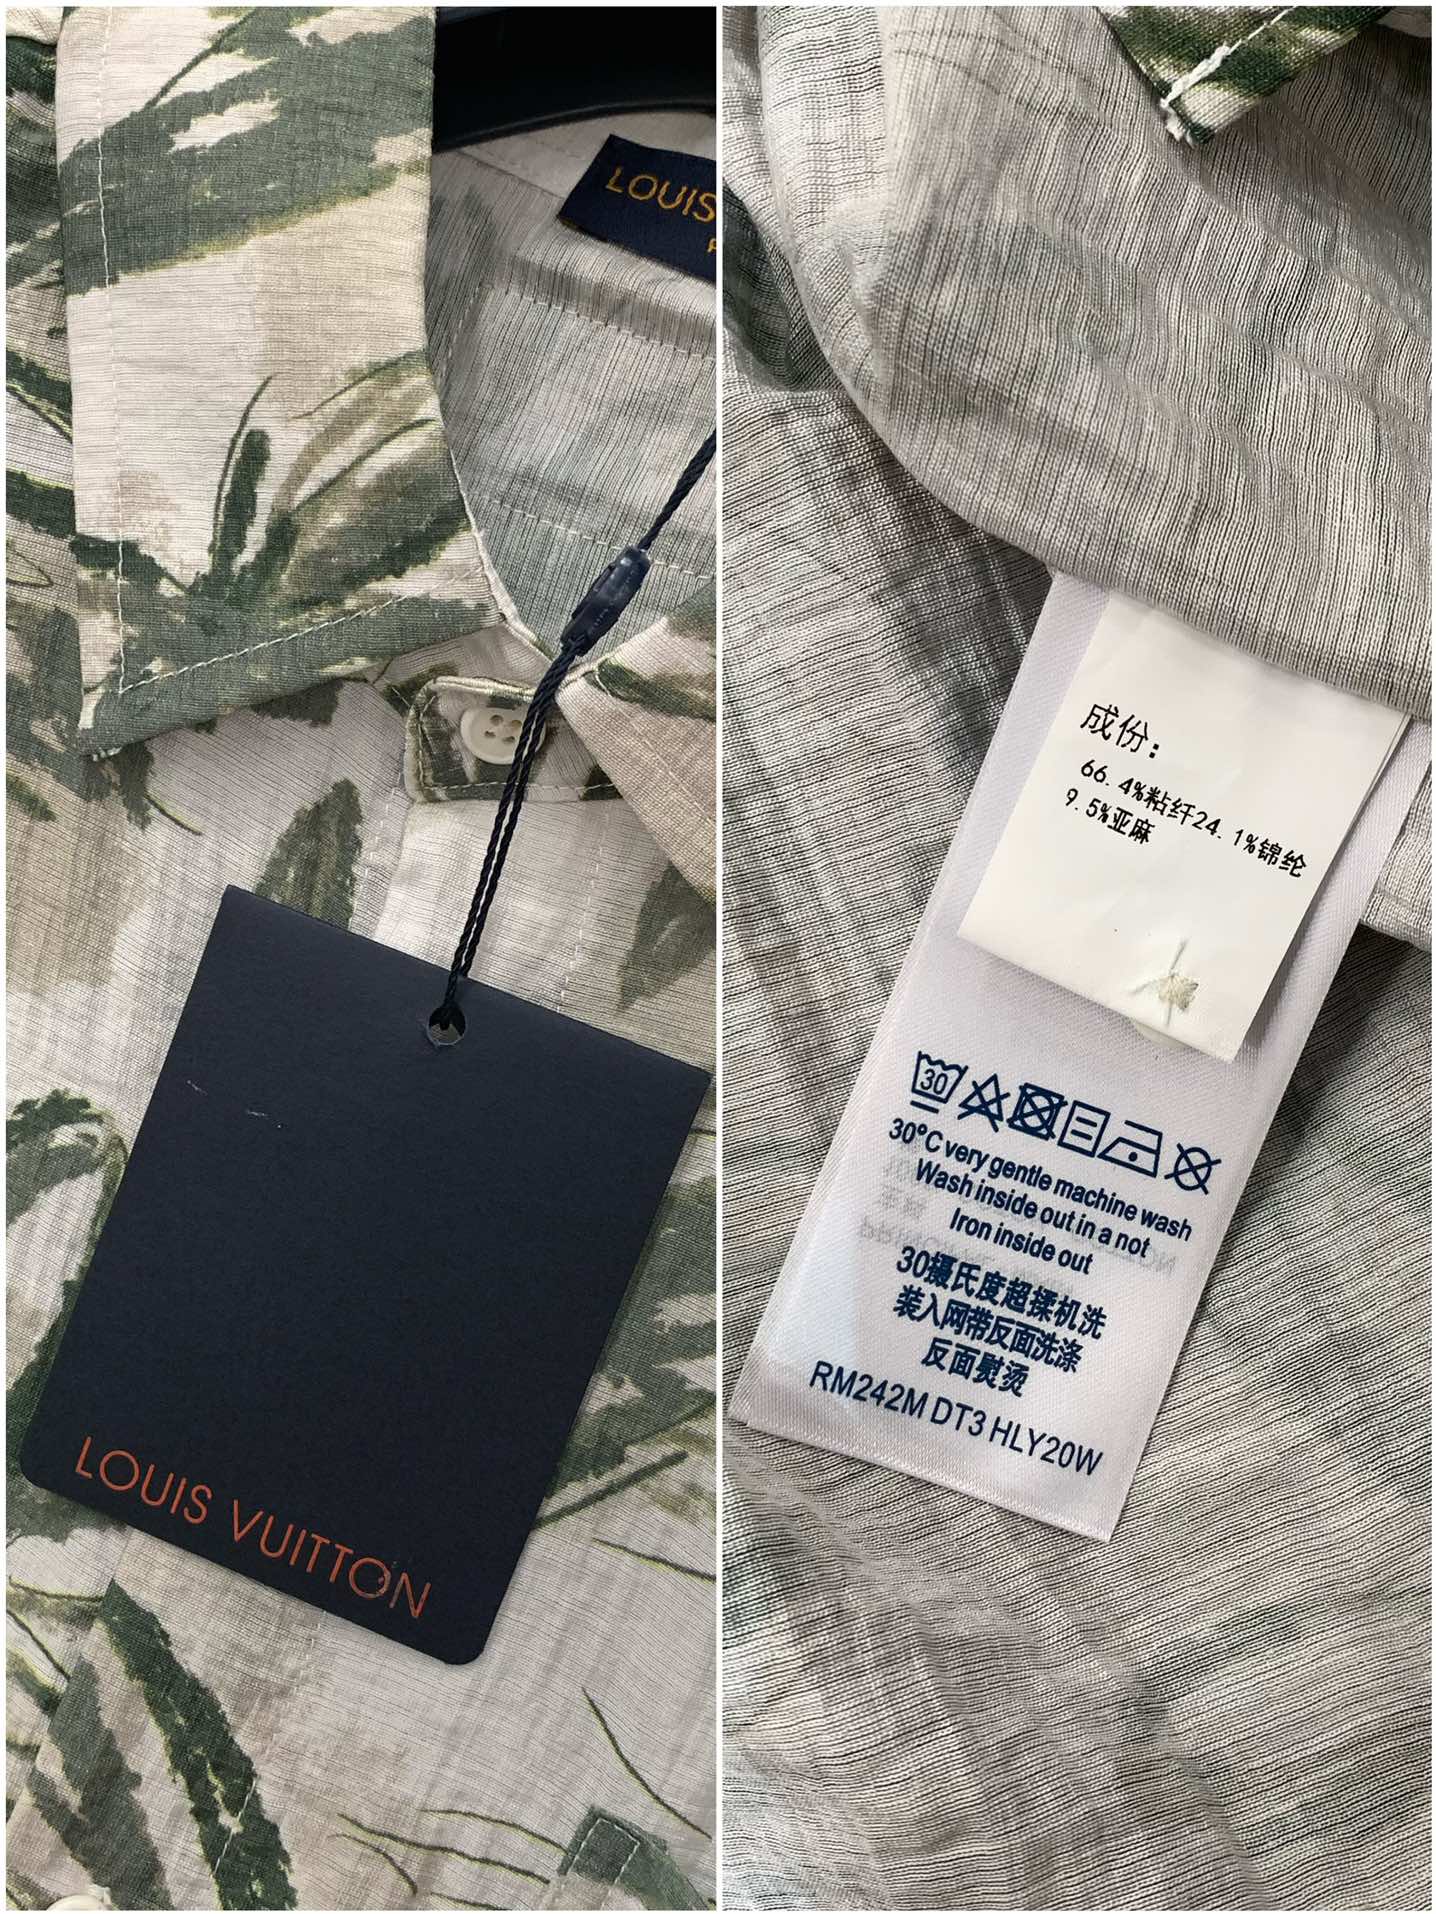 LOUIS
LOUIS VUITTON
成份：
66.4%粘纤24.1%锦纶
9.5%亚麻
30
30°C very gentle machine wash
Wash inside out in a not
Iron inside out
30摄氏度超揉机洗
装入网带反面洗涤
反面熨烫
RM242M DT3 HLY20W